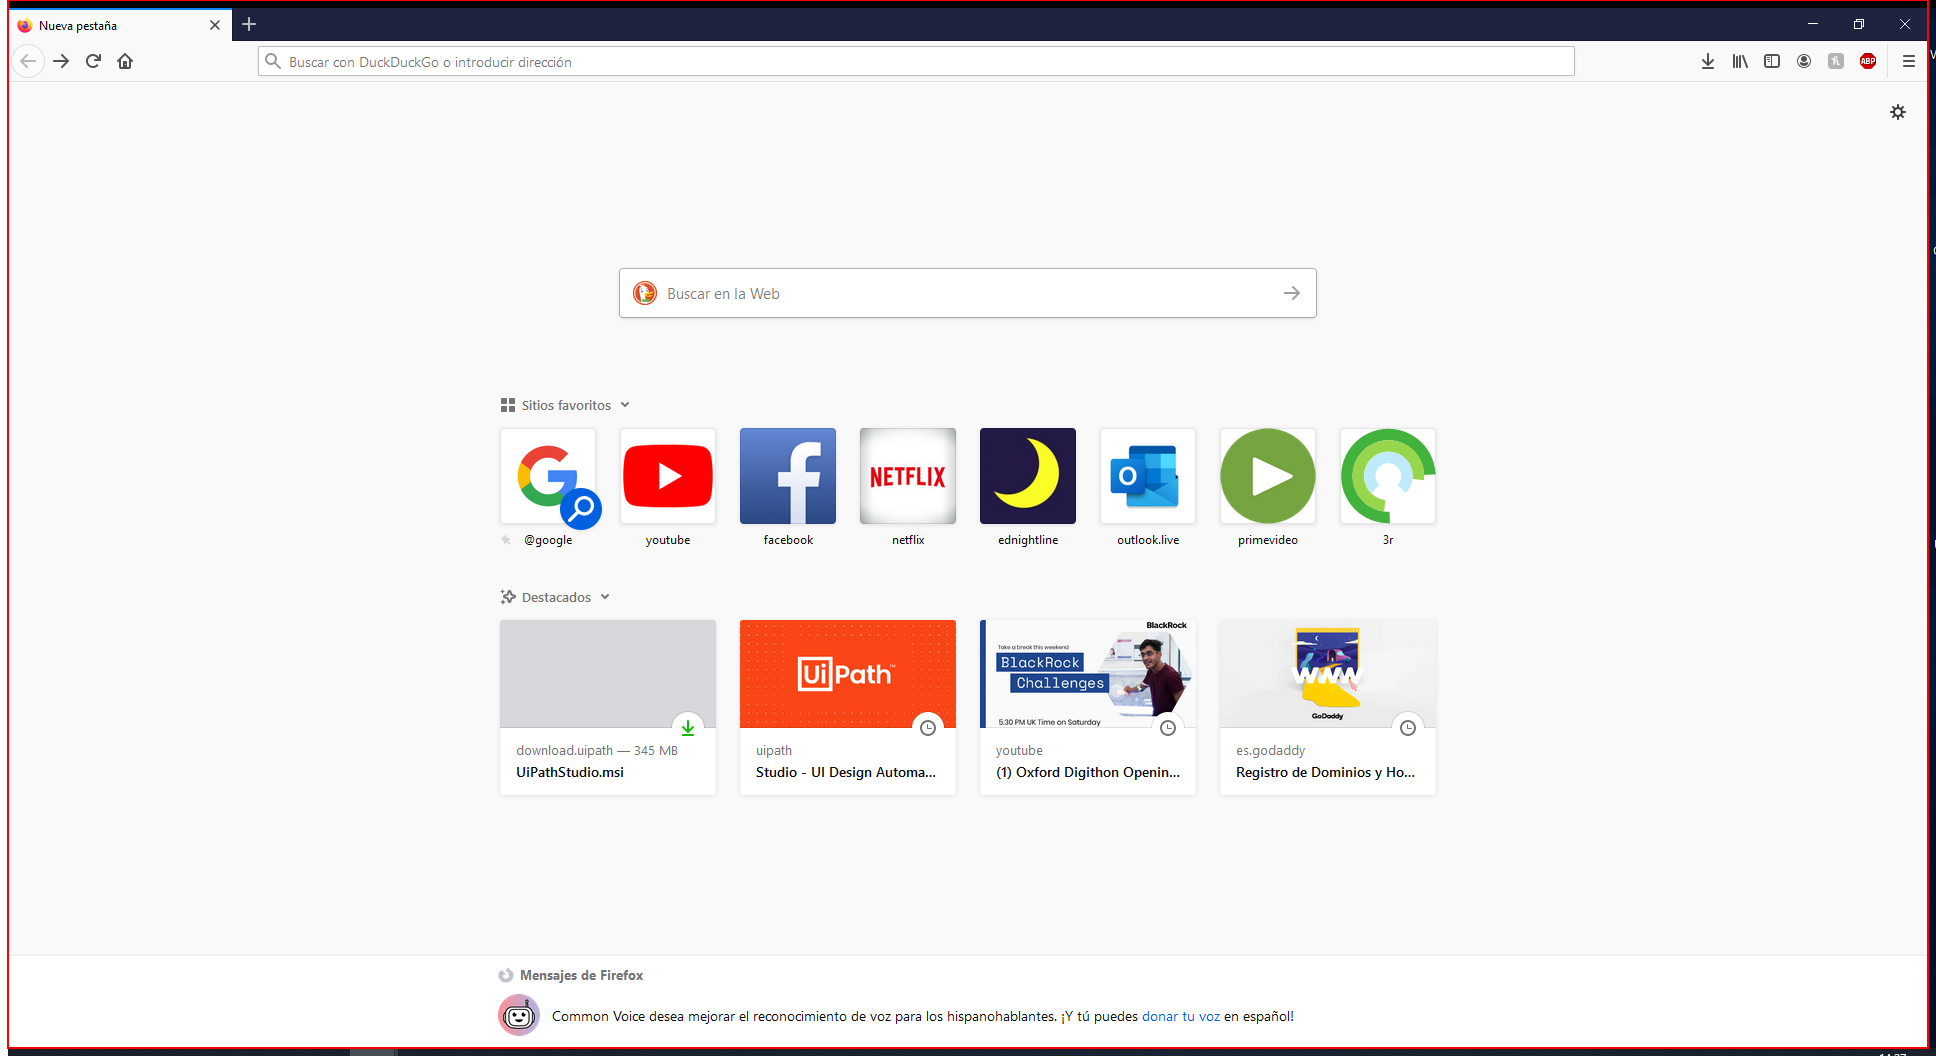 Nueva pestaña
Buscar con DuckDuckGo o introducir dirección
ABP
Buscar en la Web
Sitios favoritos
NETFLIX
@google
youtube
facebook
netflix
ednightline
outlook.live
primevideo
3r
Destacados
UiPath™
BlackRock
Take a break this weekend
BlackRock
Challenges
5:30 PM UK Time on Saturday
www
GoDaddy
download.uipath — 345 MB
UiPathStudio.msi
uipath
Studio - UI Design Automa...
youtube
(1) Oxford Digithon Openin...
es.godaddy
Registro de Dominios y Ho...
Mensajes de Firefox
Common Voice desea mejorar el reconocimiento de voz para los hispanohablantes. ¡Y tú puedes donar tu voz en español!